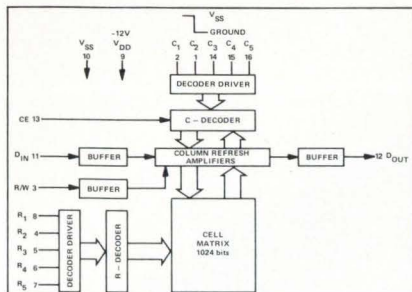 VSS
GROUND
-12V
VSS VDD C1 C2 C3 C4 C5
10 9 2 1 14 15 16
DECODER DRIVER
CE 13
C - DECODER
DIN 11 BUFFER COLUMN REFRESH AMPLIFIERS BUFFER 12 DOUT
R/W 3 BUFFER
R1 8
R2 4
R3 5
R4 6
R5 7
DECODER DRIVER
R - DECODER
CELL
MATRIX
1024 bits